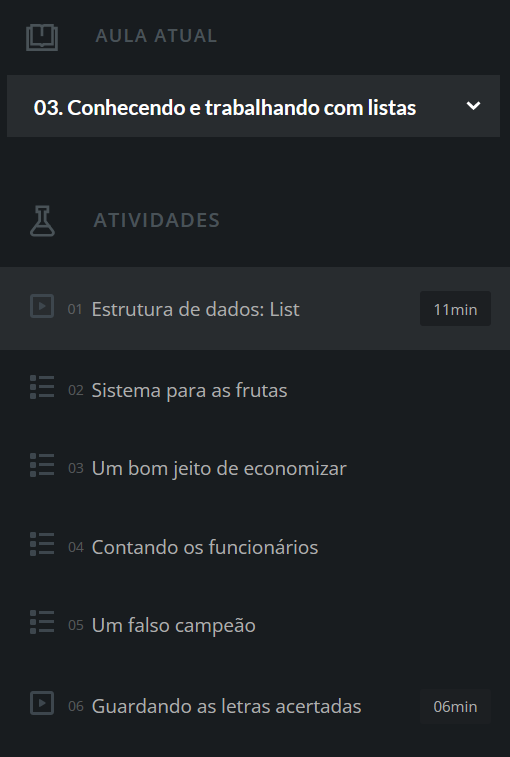 AULA ATUAL
03. Conhecendo e trabalhando com listas
ATIVIDADES
01 Estrutura de dados: List 11min
02 Sistema para as frutas
03 Um bom jeito de economizar
04 Contando os funcionários
05 Um falso campeão
06 Guardando as letras acertadas 06min